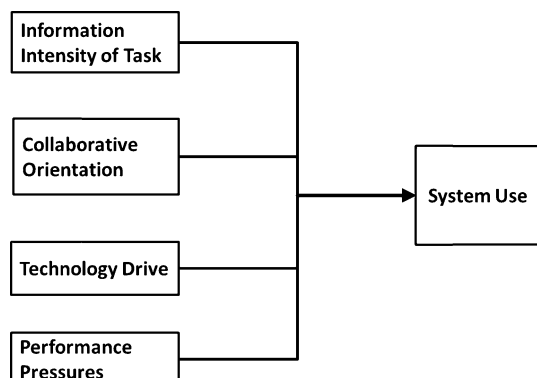 Information
Intensity of Task
Collaborative
Orientation
System Use
Technology Drive
Performance
Pressures